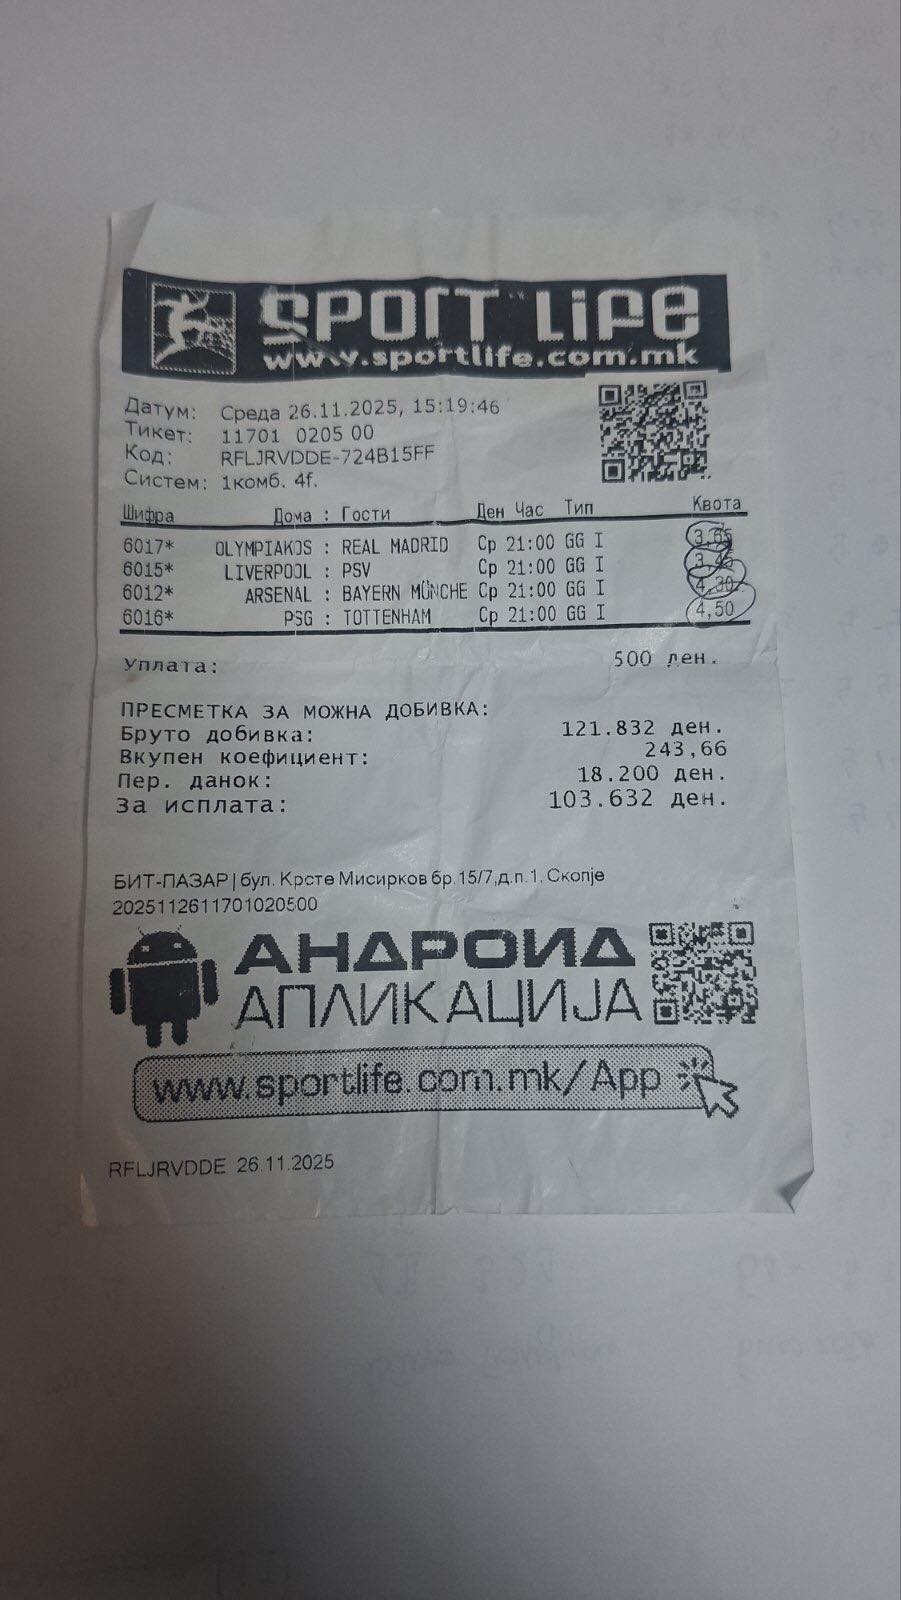 SPORT LIFE
www.sportlife.com.mk
Датум: Среда 26.11.2025, 15:19:46
Тикет: 11701 0205 00
Код: RFLJRVDDE-724B15FF
Систем: 1комб. 4f.
Шифра Дома : Гости Ден Час Тип Квота
6017* OLYMPIAKOS : REAL MADRID Ср 21:00 GG I 3,65
6015* LIVERPOOL : PSV Ср 21:00 GG I 3,45
6012* ARSENAL : BAYERN MÜNCHE Ср 21:00 GG I 4,30
6016* PSG : TOTTENHAM Ср 21:00 GG I 4,50
Уплата: 500 ден.
ПРЕСМЕТКА ЗА МОЖНА ДОБИВКА:
Бруто добивка: 121.832 ден.
Вкупен коефициент: 243,66
Пер. данок: 18.200 ден.
За исплата: 103.632 ден.
БИТ-ПАЗАР | бул. Крсте Мисирков бр.15/7,д.п.1, Скопје
2025112611701020500
АНДРОИД
АПЛИКАЦИЈА
www.sportlife.com.mk/App
RFLJRVDDE 26.11.2025